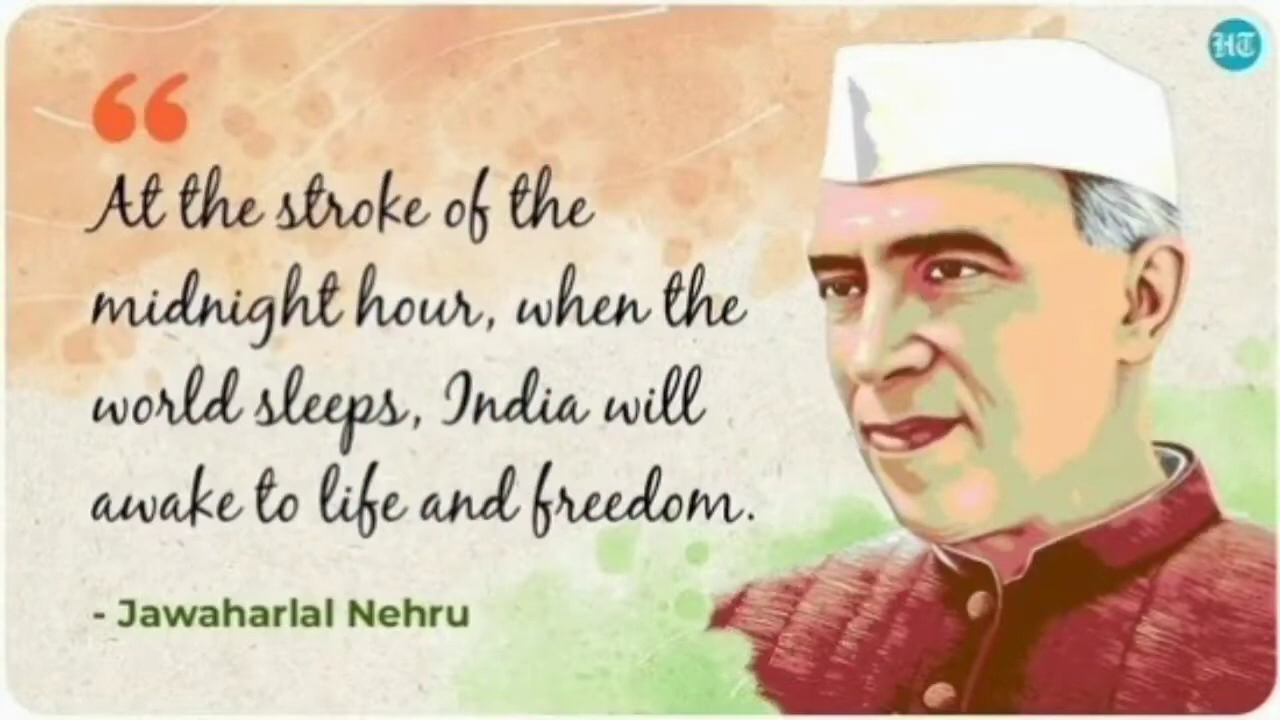 HT
“
At the stroke of the
midnight hour, when the
world sleeps, India will
awake to life and freedom.
- Jawaharlal Nehru